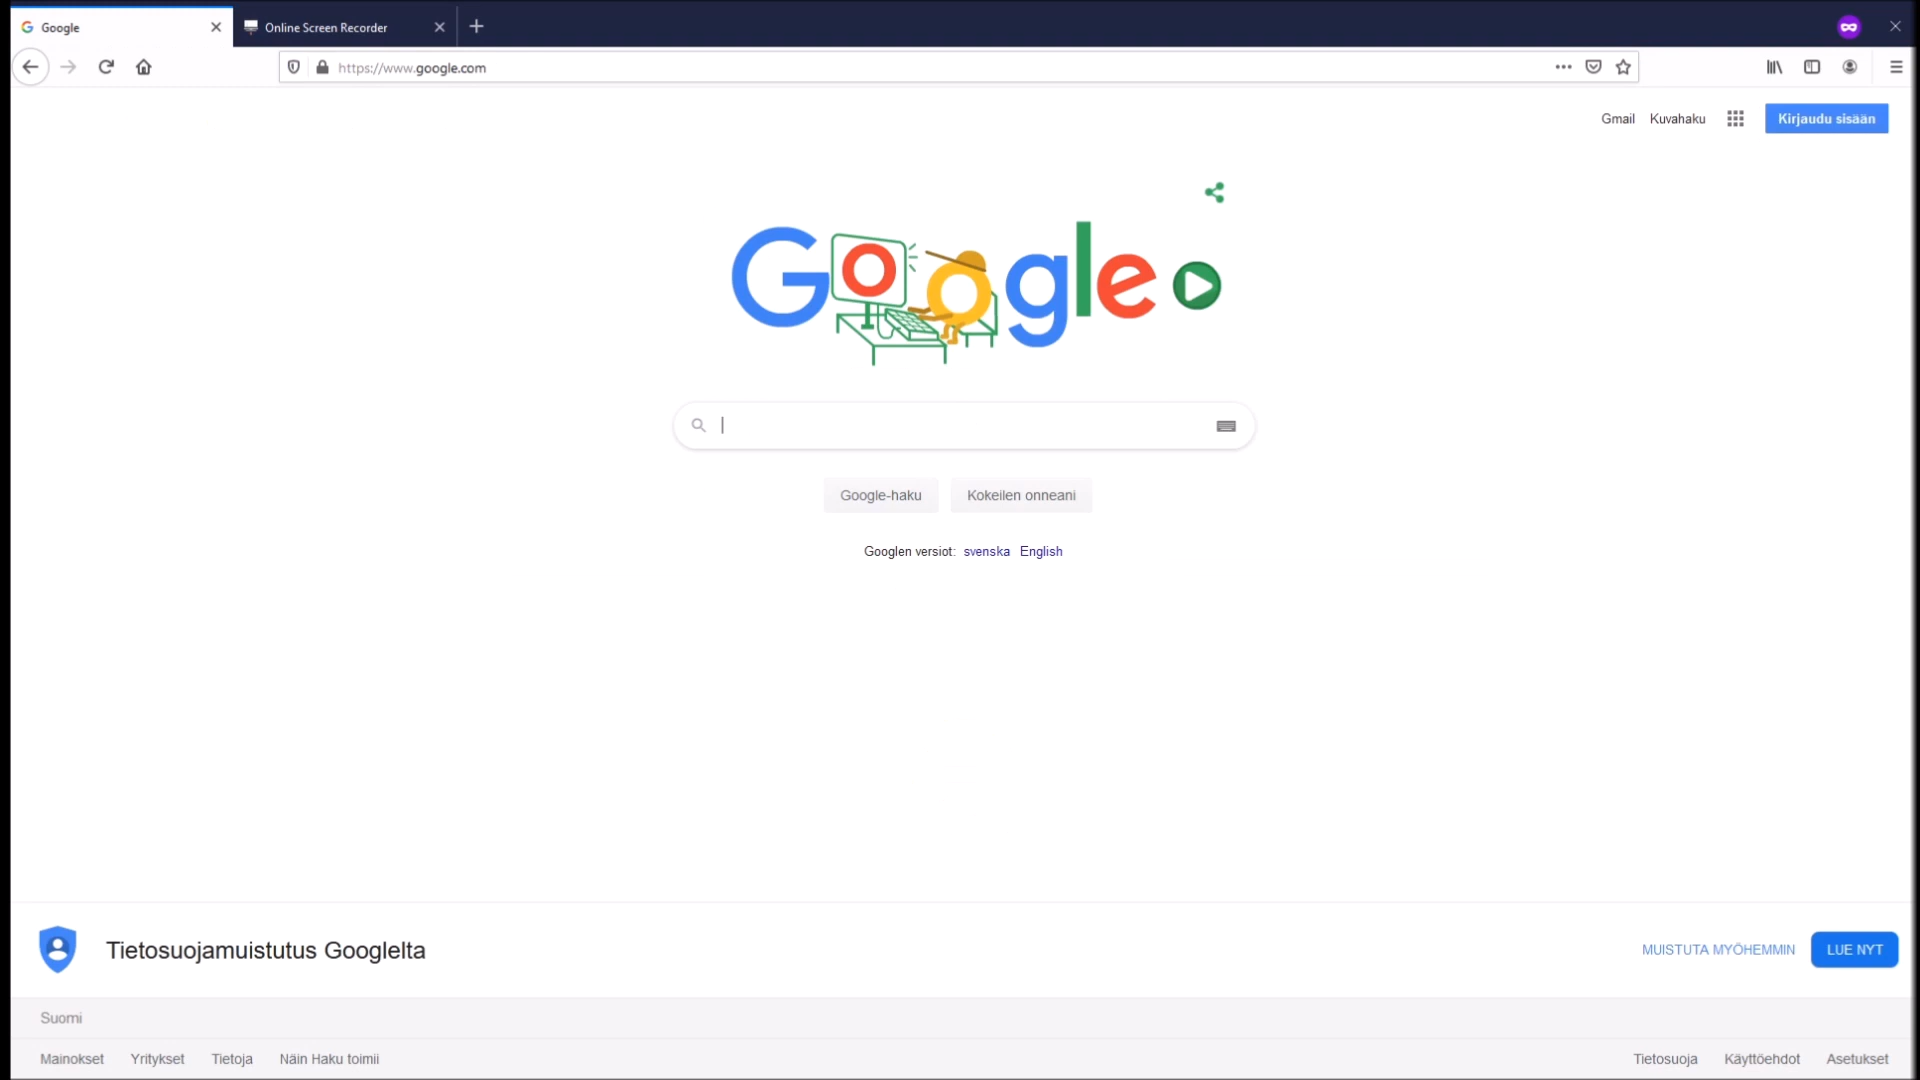 Google
Online Screen Recorder
https://www.google.com
Gmail Kuvahaku Kirjaudu sisään
Google
Google-haku Kokeilen onneani
Googlen versiot: svenska English
Tietosuojamuistutus Googlelta
MUISTUTA MYÖHEMMIN LUE NYT
Suomi
Mainokset Yritykset Tietoja Näin Haku toimii Tietosuoja Käyttöehdot Asetukset